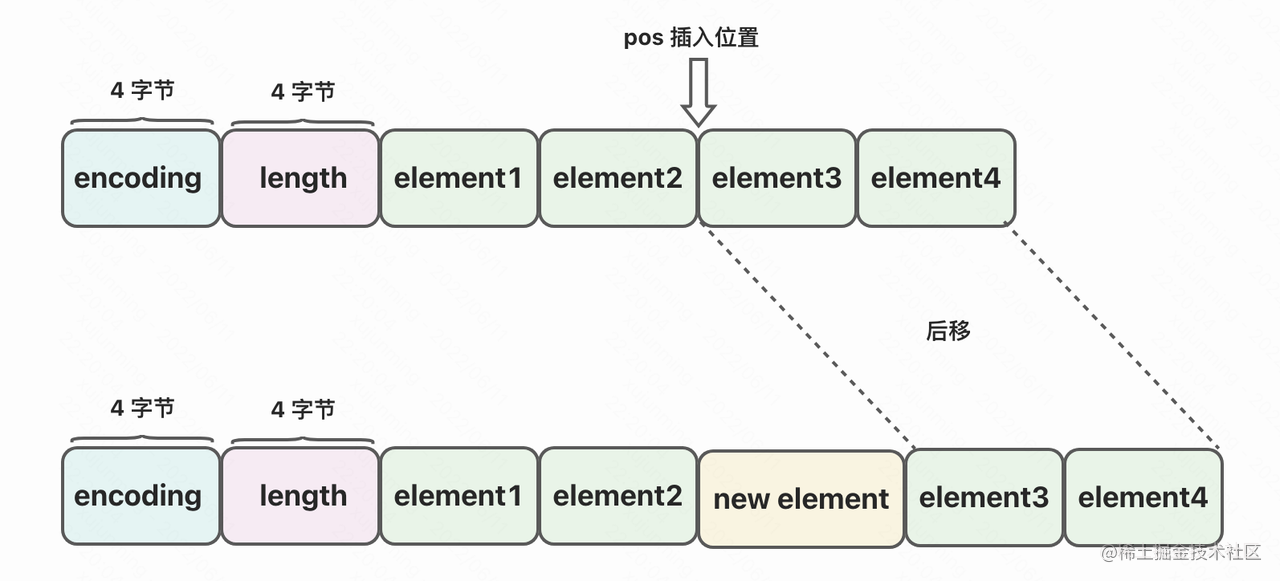 pos 插入位置
4 字节 4 字节
encoding length element1 element2 element3 element4
后移
4 字节 4 字节
encoding length element1 element2 new element element3 element4
@稀土掘金技术社区